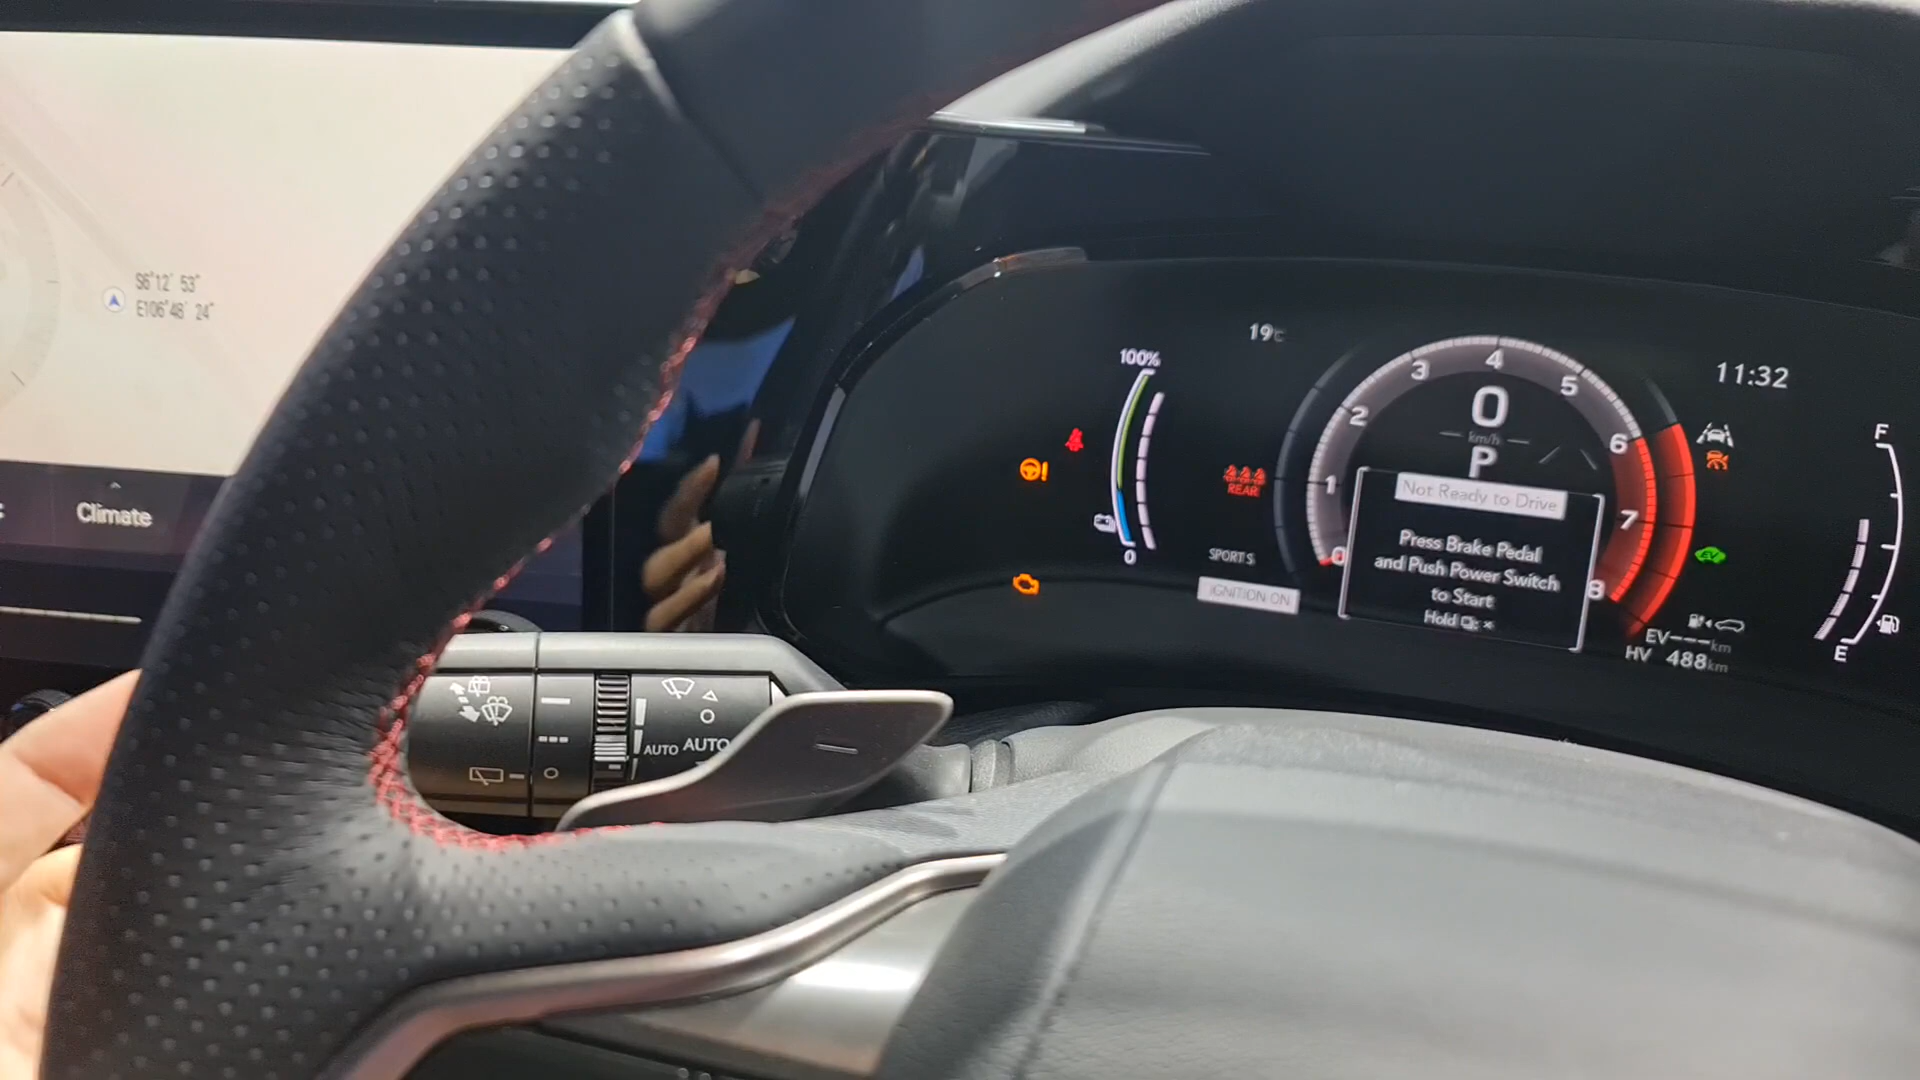 S6°12' 53"
E106°48' 24"
Climate
AUTO AUTO
19c
100%
0
REAR
SPORT S
IGNITION ON
0 1 2 3 4 5 6 7 8
0
km/h
P
Not Ready to Drive
Press Brake Pedal
and Push Power Switch
to Start
Hold
11:32
EV
EV---km
HV 488km
F
E